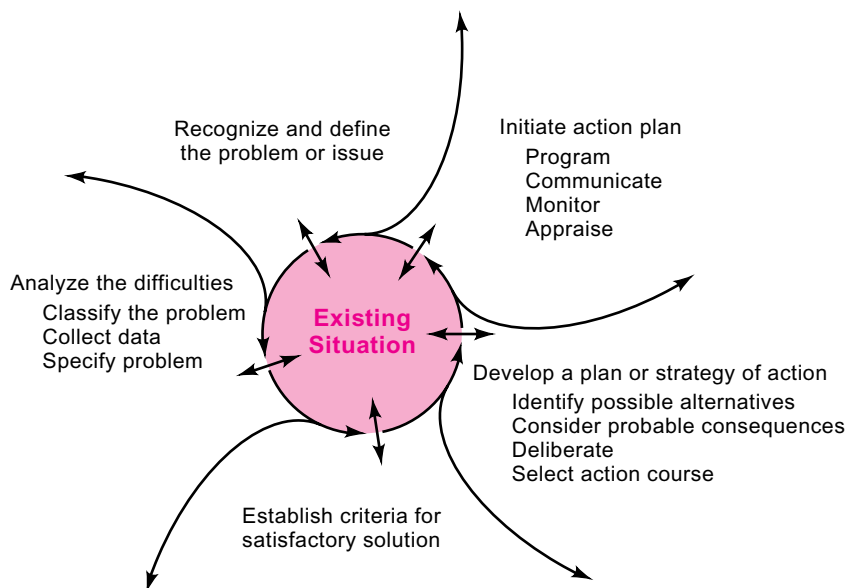 Recognize and define
the problem or issue
Analyze the difficulties
Classify the problem
Collect data
Specify problem
Establish criteria for
satisfactory solution
Develop a plan or strategy of action
Identify possible alternatives
Consider probable consequences
Deliberate
Select action course
Initiate action plan
Program
Communicate
Monitor
Appraise
Existing
Situation